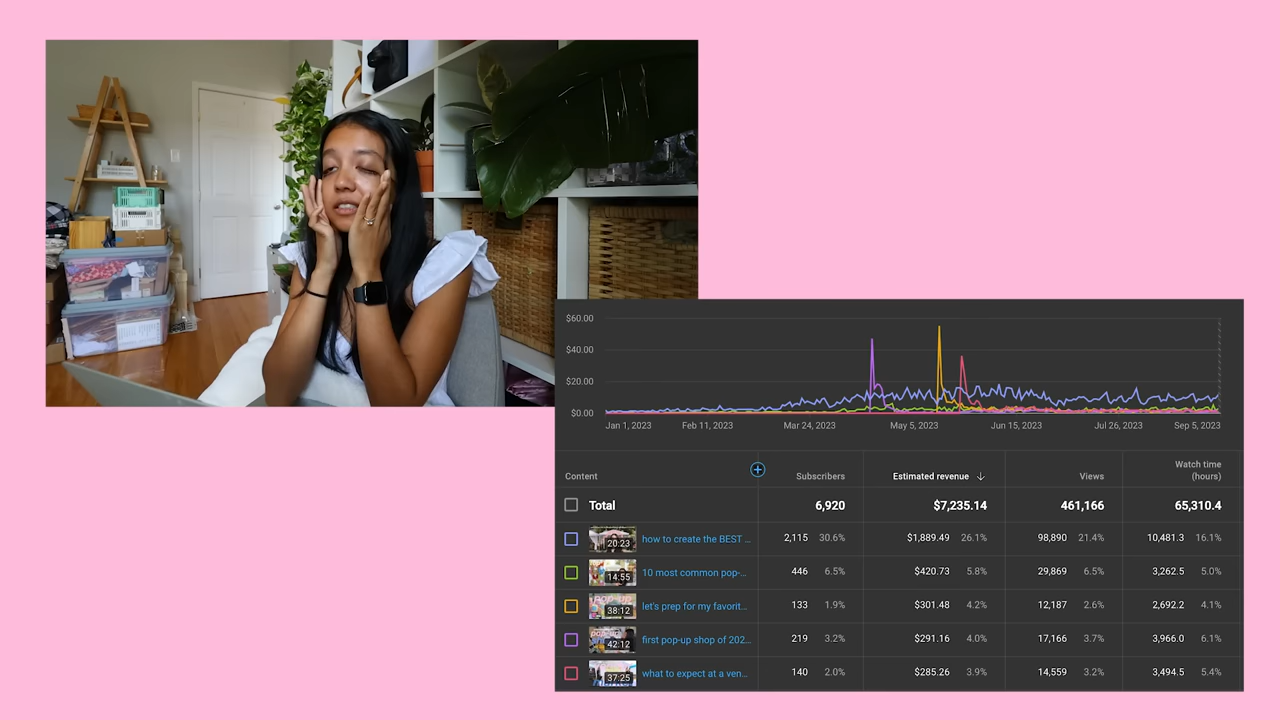 $60.00
$40.00
$20.00
$0.00
Jan 1, 2023 Feb 11, 2023 Mar 24, 2023 May 5, 2023 Jun 15, 2023 Jul 26, 2023 Sep 5, 2023
Content Subscribers Estimated revenue ↓ Views Watch time (hours)
Total 6,920 $7,235.14 461,166 65,310.4
20:23 how to create the BEST ... 2,115 30.6% $1,889.49 26.1% 98,890 21.4% 10,481.3 16.1%
14:55 10 most common pop-... 446 6.5% $420.73 5.8% 29,869 6.5% 3,262.5 5.0%
38:12 let's prep for my favorit... 133 1.9% $301.48 4.2% 12,187 2.6% 2,692.2 4.1%
42:12 first pop-up shop of 202... 219 3.2% $291.16 4.0% 17,166 3.7% 3,966.0 6.1%
37:25 what to expect at a ven... 140 2.0% $285.26 3.9% 14,559 3.2% 3,494.5 5.4%